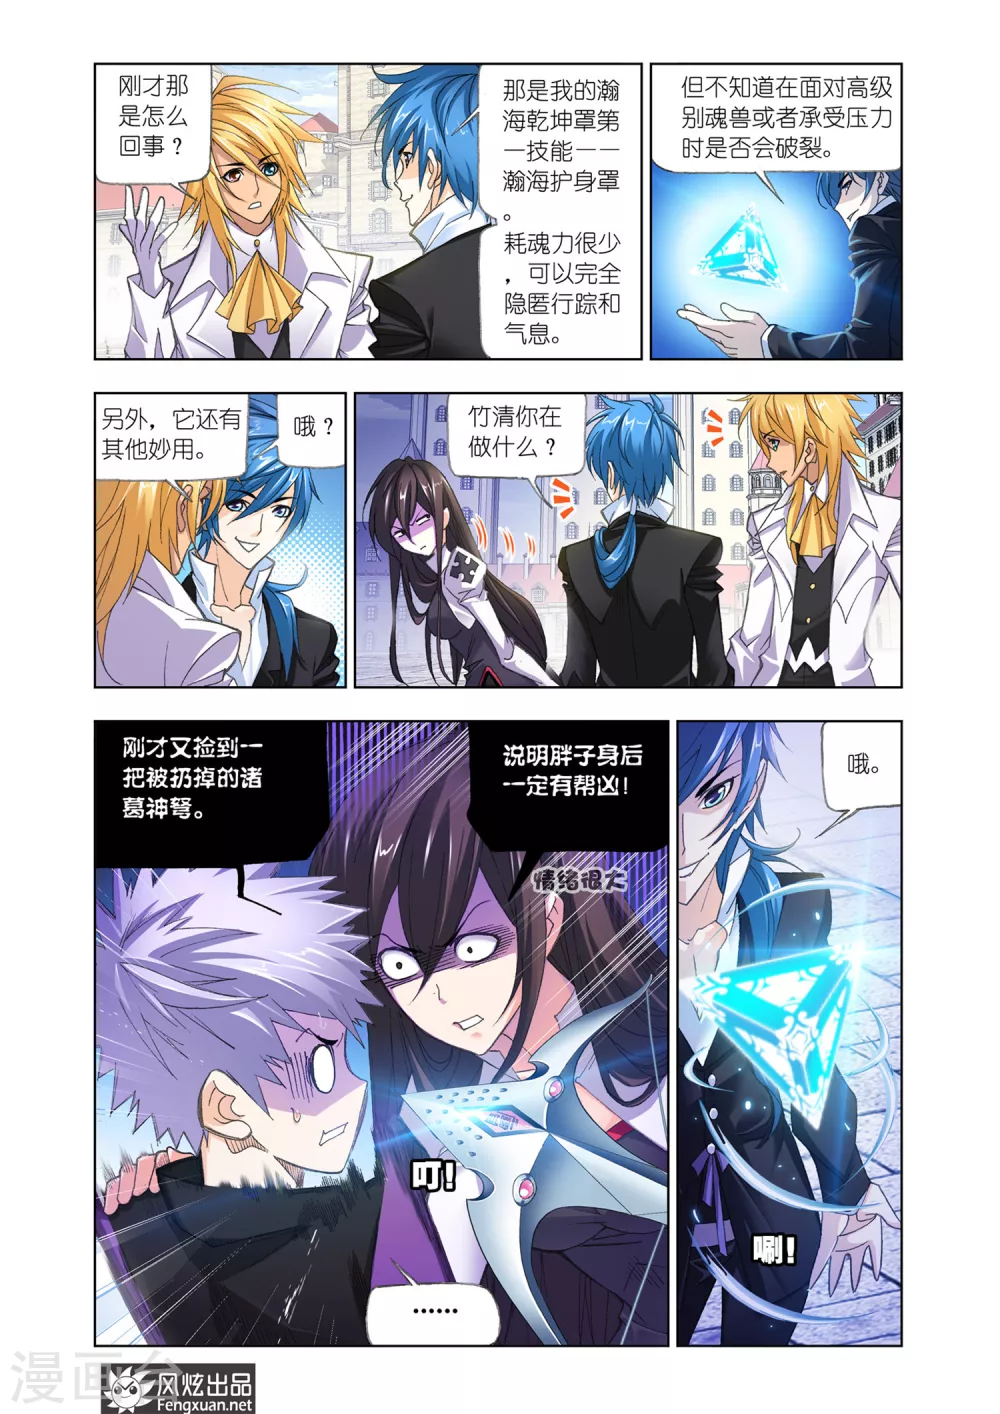 刚才那
是怎么
回事？
那是我的瀚
海乾坤罩第
一技能——
瀚海护身罩
。
耗魂力很少
，可以完全
隐匿行踪和
气息。
但不知道在面对高级
别魂兽或者承受压力
时是否会破裂。
另外，它还有
其他妙用。
哦？
竹清你在
做什么？
刚才又捡到一
把被扔掉的诸
葛神弩。
说明胖子身后
一定有帮凶！
情绪很大
叮！
……
哦。
唰！
漫画台
风炫出品
Fengxuan.net